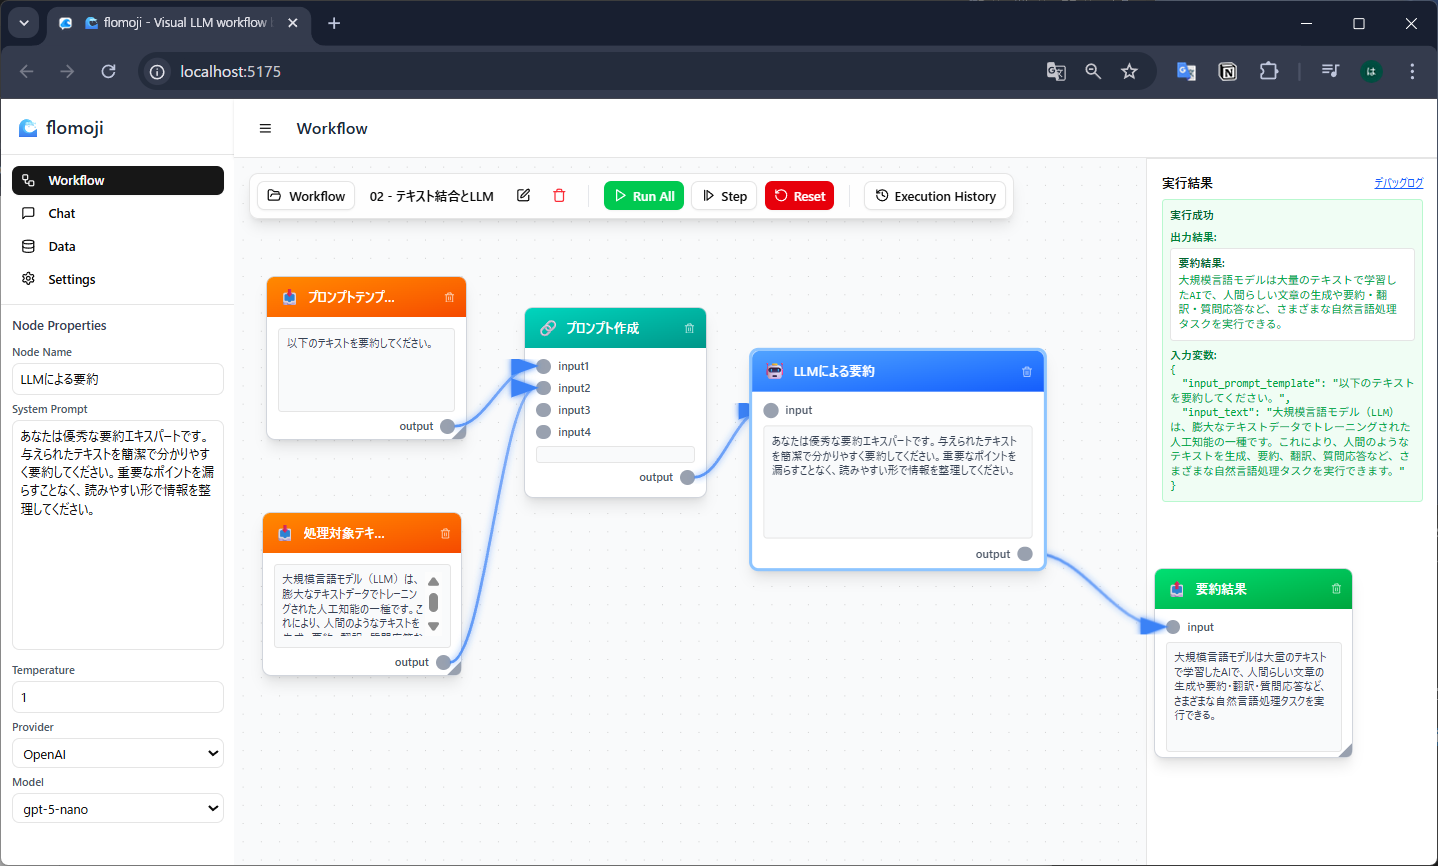 flomoji - Visual LLM workflow
localhost:5175
は
flomoji
Workflow
Workflow
Chat
Data
Settings
Node Properties
Node Name
LLMによる要約
System Prompt
あなたは優秀な要約エキスパートです。
与えられたテキストを簡潔で分かりやす
く要約してください。重要なポイントを漏
らすことなく、読みやすい形で情報を整
理してください。
Temperature
1
Provider
OpenAI
Model
gpt-5-nano
Workflow
02 - テキスト結合とLLM
Run All
Step
Reset
Execution History
プロンプトテンプ...
以下のテキストを要約してください。
output
処理対象テキ...
大規模言語モデル（LLM）は、
膨大なテキストデータでトレーニン
グされた人工知能の一種です。こ
れにより、人間のようなテキストを
生成、要約、翻訳、質問応答な
output
プロンプト作成
input1
input2
input3
input4
output
LLMによる要約
input
あなたは優秀な要約エキスパートです。与えられたテキスト
を簡潔で分かりやすく要約してください。重要なポイントを
漏らすことなく、読みやすい形で情報を整理してください。
output
実行結果
デバッグログ
実行成功
出力結果:
要約結果:
大規模言語モデルは大量のテキストで学習し
たAIで、人間らしい文章の生成や要約・翻
訳・質問応答など、さまざまな自然言語処理
タスクを実行できる。
入力変数:
{
"input_prompt_template": "以下のテキスト
を要約してください。",
"input_text": "大規模言語モデル（LLM）
は、膨大なテキストデータでトレーニングされた
人工知能の一種です。これにより、人間のような
テキストを生成、要約、翻訳、質問応答など、さ
まざまな自然言語処理タスクを実行できます。"
}
要約結果
input
大規模言語モデルは大量のテキスト
で学習したAIで、人間らしい文章の
生成や要約・翻訳・質問応答など、
さまざまな自然言語処理タスクを実
行できる。